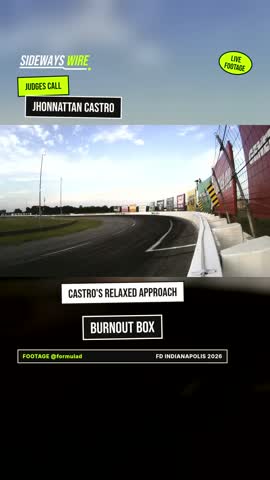 SIDEWAYS WIRE.
LIVE
FOOTAGE
JUDGES CALL
JHONNATTAN CASTRO
CASTRO'S RELAXED APPROACH
BURNOUT BOX
FOOTAGE @formulad
FD INDIANAPOLIS 2026